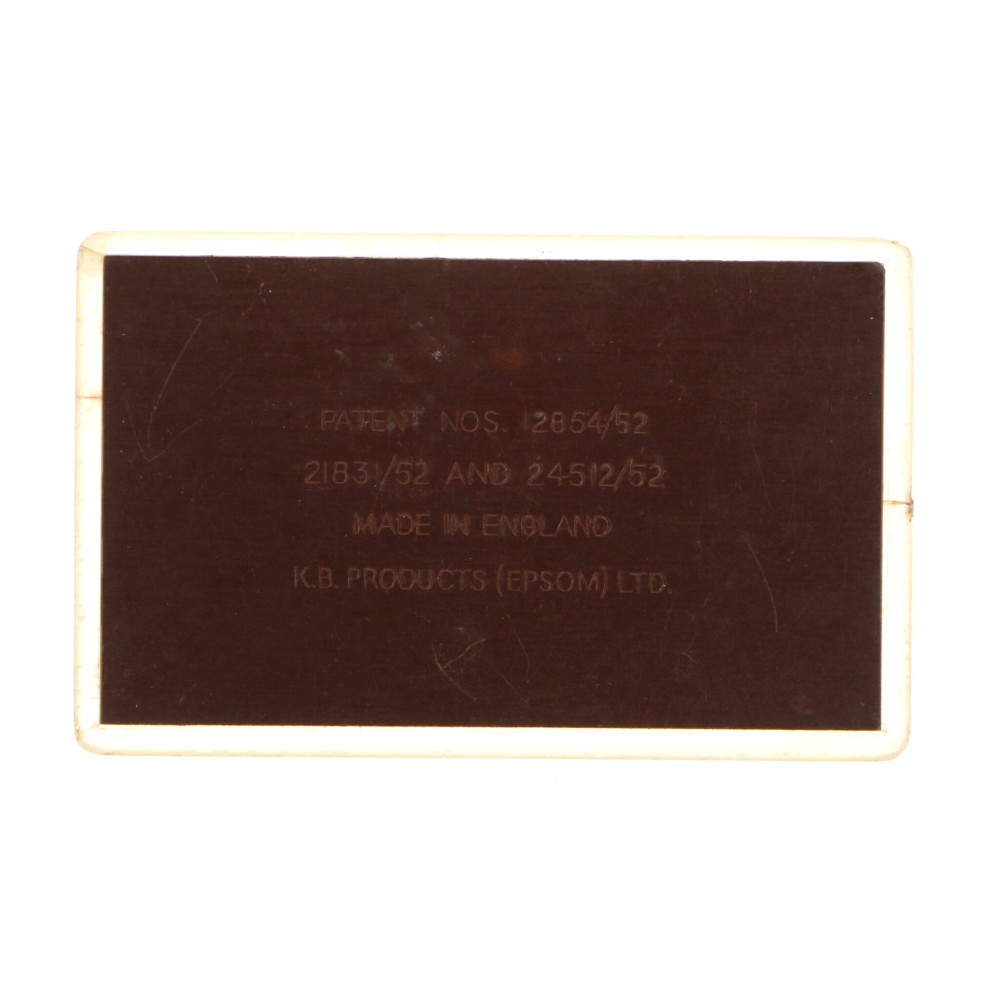 PATENT NOS. 12854/52
21831/52 AND 24512/52
MADE IN ENGLAND
K.B. PRODUCTS (EPSOM) LTD.